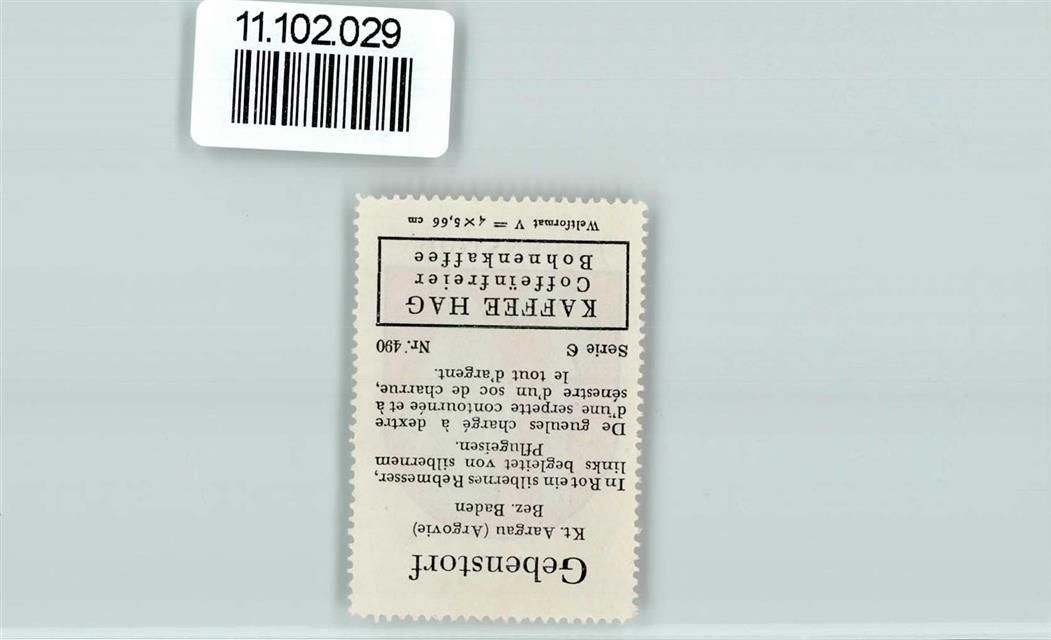 11.102.029
Gebenstorf
Kt. Aargau (Argovie)
Bez. Baden
In Rot ein silbernes Rebmesser,
links begleitet von silbernem
Pflugeisen.
De gueules chargé à dextre
d'une serpette contournée et à
sénestre d'un soc de charrue,
le tout d'argent.
Serie 6 Nr. 490
KAFFEE HAG
Coffeïnfreier
Bohnenkaffee
Weltformat V = 4 × 5,66 cm